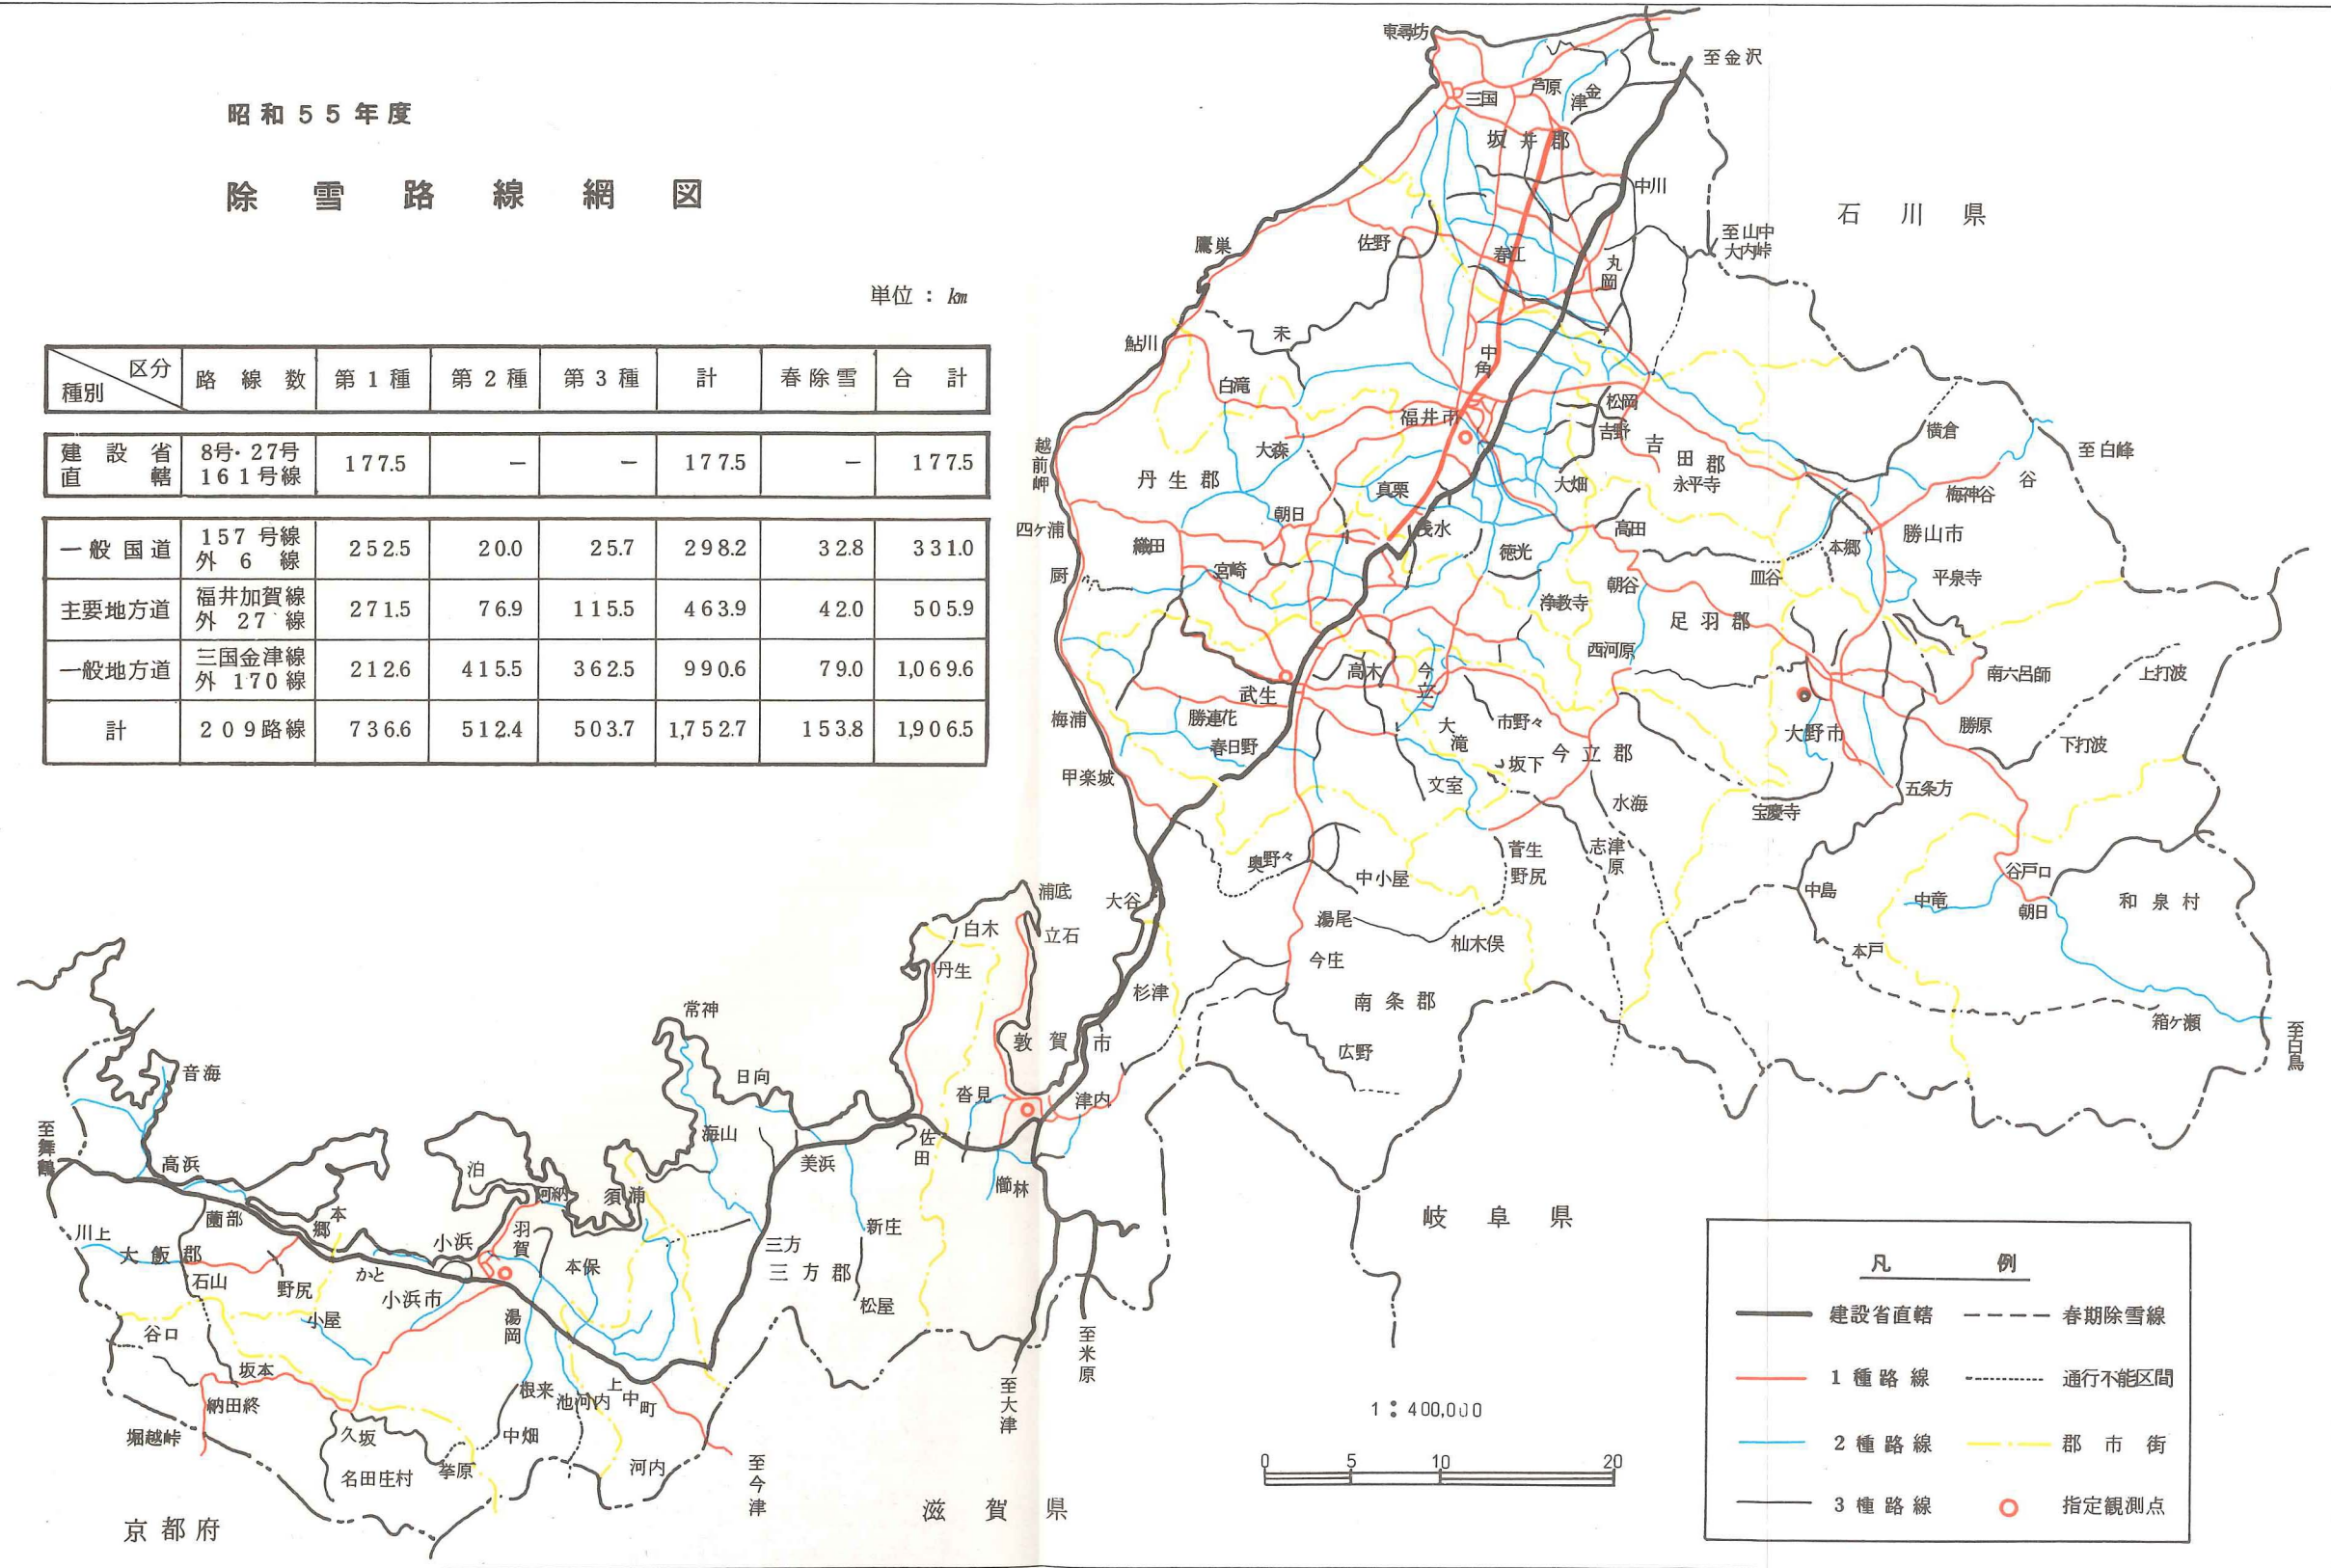 昭和55年度
除雪路線網図
単位：km
区分
種別
路線数 第1種 第2種 第3種 計 春除雪 合計
建設省直轄 8号・27号 161号線 177.5 － － 177.5 － 177.5
一般国道 157号線 外6線 252.5 20.0 25.7 298.2 32.8 331.0
主要地方道 福井加賀線 外27線 271.5 76.9 115.5 463.9 42.0 505.9
一般地方道 三国金津線 外170線 212.6 415.5 362.5 990.6 79.0 1,069.6
計 209路線 736.6 512.4 503.7 1,752.7 153.8 1,906.5
東尋坊
至金沢
三国
芦原
金津
坂井郡
中川
石川県
至山中
大内峠
鷹巣
佐野
春江
丸岡
鮎川
未
中角
白滝
福井市
松岡
吉野
横倉
至白峰
越前岬
大森
吉田郡
永平寺
丹生郡
真栗
大畑
梅神谷
谷
四ケ浦
朝日
浅水
高田
勝山市
織田
徳光
本郷
厨
宮崎
朝谷
皿谷
平泉寺
浄教寺
足羽郡
西河原
高木
今立
南六呂師
上打波
武生
梅浦
勝連花
大滝
市野々
大野市
勝原
春日野
今立郡
下打波
坂下
甲楽城
文室
水海
宝慶寺
五条方
奥野々
菅生
野尻
志津原
中小屋
中島
谷戸口
浦底
大谷
中竜
朝日
和泉村
白木
立石
湯尾
杣木俣
本戸
丹生
今庄
杉津
南条郡
箱ケ瀬
常神
敦賀市
広野
至白鳥
音海
日向
沓見
津内
至舞鶴
海山
佐田
高浜
泊
美浜
阿納
須浦
櫛林
薗部
本郷
羽賀
新庄
岐阜県
川上
小浜
三方
大飯郡
石山
かと
本保
三方郡
野尻
小浜市
松屋
谷口
小屋
湯岡
至米原
坂本
根来
池河内
上中町
至大津
納田終
堀越峠
久坂
中畑
名田庄村
挙原
河内
至今津
京都府
滋賀県
1：400,000
0 5 10 20
凡例
建設省直轄 春期除雪線
1種路線 通行不能区間
2種路線 郡市街
3種路線 指定観測点